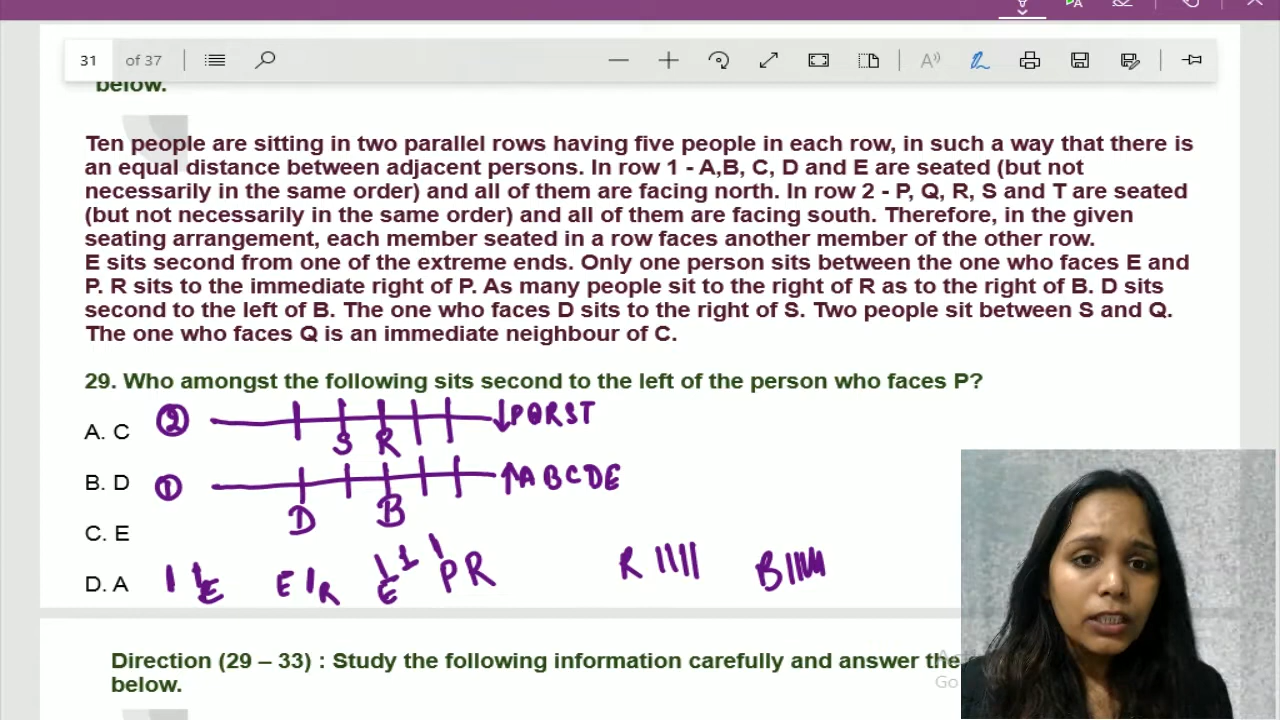 31 of 37
below.
Ten people are sitting in two parallel rows having five people in each row, in such a way that there is
an equal distance between adjacent persons. In row 1 - A,B, C, D and E are seated (but not
necessarily in the same order) and all of them are facing north. In row 2 - P, Q, R, S and T are seated
(but not necessarily in the same order) and all of them are facing south. Therefore, in the given
seating arrangement, each member seated in a row faces another member of the other row.
E sits second from one of the extreme ends. Only one person sits between the one who faces E and
P. R sits to the immediate right of P. As many people sit to the right of R as to the right of B. D sits
second to the left of B. The one who faces D sits to the right of S. Two people sit between S and Q.
The one who faces Q is an immediate neighbour of C.
29. Who amongst the following sits second to the left of the person who faces P?
② ↓PQRST
A. C
S R
B. D
① ↑ABCDE
D B
C. E
D. A
E E R E 1 P R R B
Direction (29 – 33) : Study the following information carefully and answer the
below.